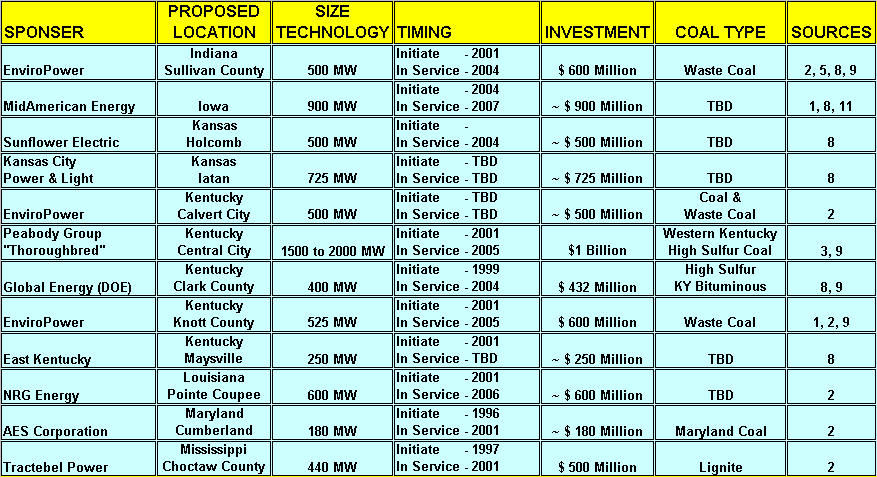 SPONSER PROPOSED LOCATION SIZE TECHNOLOGY TIMING INVESTMENT COAL TYPE SOURCES
EnviroPower Indiana Sullivan County 500 MW Initiate - 2001 In Service - 2004 $ 600 Million Waste Coal 2, 5, 8, 9
MidAmerican Energy Iowa 900 MW Initiate - 2004 In Service - 2007 ~ $ 900 Million TBD 1, 8, 11
Sunflower Electric Kansas Holcomb 500 MW Initiate - In Service - 2004 ~ $ 500 Million TBD 8
Kansas City Power & Light Kansas Iatan 725 MW Initiate - TBD In Service - TBD ~ $ 725 Million TBD 8
EnviroPower Kentucky Calvert City 500 MW Initiate - TBD In Service - TBD ~ $ 500 Million Coal & Waste Coal 2
Peabody Group "Thoroughbred" Kentucky Central City 1500 to 2000 MW Initiate - 2001 In Service - 2005 $1 Billion Western Kentucky High Sulfur Coal 3, 9
Global Energy (DOE) Kentucky Clark County 400 MW Initiate - 1999 In Service - 2004 $ 432 Million High Sulfur KY Bituminous 8, 9
EnviroPower Kentucky Knott County 525 MW Initiate - 2001 In Service - 2005 $ 600 Million Waste Coal 1, 2, 9
East Kentucky Kentucky Maysville 250 MW Initiate - 2001 In Service - TBD ~ $ 250 Million TBD 8
NRG Energy Louisiana Pointe Coupee 600 MW Initiate - 2001 In Service - 2006 ~ $ 600 Million TBD 2
AES Corporation Maryland Cumberland 180 MW Initiate - 1996 In Service - 2001 ~ $ 180 Million Maryland Coal 2
Tractebel Power Mississippi Choctaw County 440 MW Initiate - 1997 In Service - 2001 $ 500 Million Lignite 2